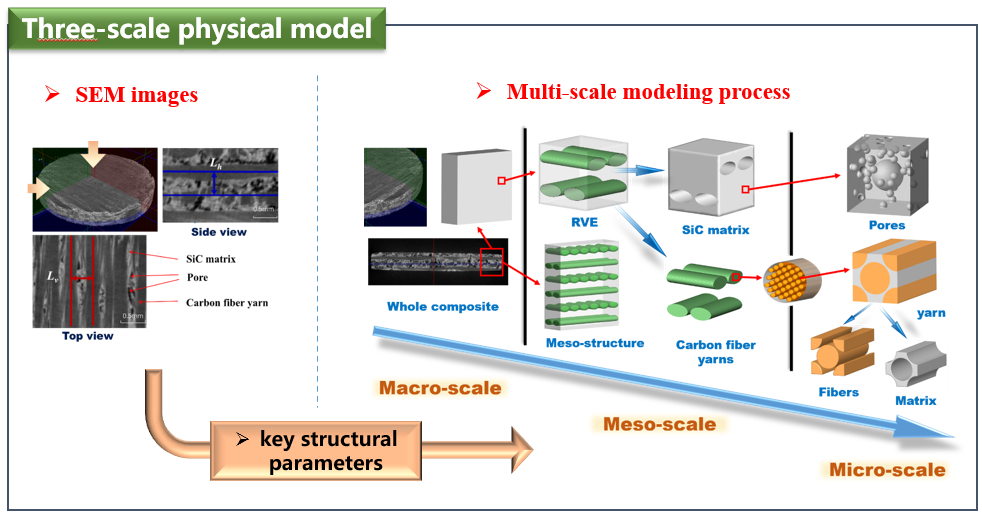 Three-scale physical model
➢ SEM images
➢ Multi-scale modeling process
Lh
0.5mm
Side view
Lv
SiC matrix
Pore
Carbon fiber yarn
0.5mm
Top view
Whole composite
RVE
SiC matrix
Pores
Meso-structure
Carbon fiber
yarns
yarn
Fibers
Matrix
Macro-scale
Meso-scale
Micro-scale
➢ key structural
parameters